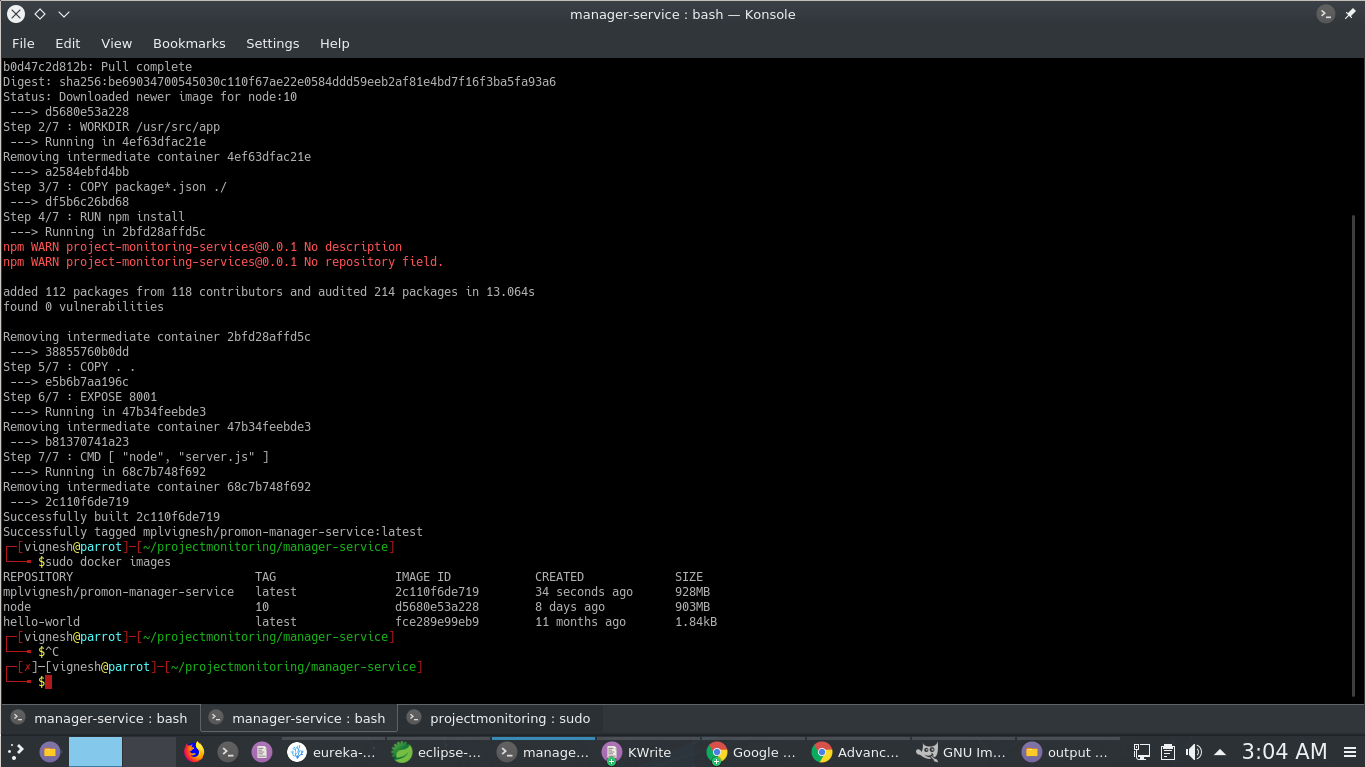 manager-service : bash — Konsole
File Edit View Bookmarks Settings Help
b0d47c2d812b: Pull complete
Digest: sha256:be69034700545030c110f67ae22e0584ddd59eeb2af81e4bd7f16f3ba5fa93a6
Status: Downloaded newer image for node:10
 ---> d5680e53a228
Step 2/7 : WORKDIR /usr/src/app
 ---> Running in 4ef63dfac21e
Removing intermediate container 4ef63dfac21e
 ---> a2584ebfd4bb
Step 3/7 : COPY package*.json ./
 ---> df5b6c26bd68
Step 4/7 : RUN npm install
 ---> Running in 2bfd28affd5c
npm WARN project-monitoring-services@0.0.1 No description
npm WARN project-monitoring-services@0.0.1 No repository field.
added 112 packages from 118 contributors and audited 214 packages in 13.064s
found 0 vulnerabilities
Removing intermediate container 2bfd28affd5c
 ---> 38855760b0dd
Step 5/7 : COPY . .
 ---> e5b6b7aa196c
Step 6/7 : EXPOSE 8001
 ---> Running in 47b34feebde3
Removing intermediate container 47b34feebde3
 ---> b81370741a23
Step 7/7 : CMD [ "node", "server.js" ]
 ---> Running in 68c7b748f692
Removing intermediate container 68c7b748f692
 ---> 2c110f6de719
Successfully built 2c110f6de719
Successfully tagged mplvignesh/promon-manager-service:latest
┌─[vignesh@parrot]─[~/projectmonitoring/manager-service]
└──╼ $sudo docker images
REPOSITORY TAG IMAGE ID CREATED SIZE
mplvignesh/promon-manager-service latest 2c110f6de719 34 seconds ago 928MB
node 10 d5680e53a228 8 days ago 903MB
hello-world latest fce289e99eb9 11 months ago 1.84kB
┌─[vignesh@parrot]─[~/projectmonitoring/manager-service]
└──╼ $^C
┌─[✗]─[vignesh@parrot]─[~/projectmonitoring/manager-service]
└──╼ $
manager-service : bash manager-service : bash projectmonitoring : sudo
eureka-... eclipse-... manage... KWrite Google ... Advanc... GNU Im... output ... 3:04 AM